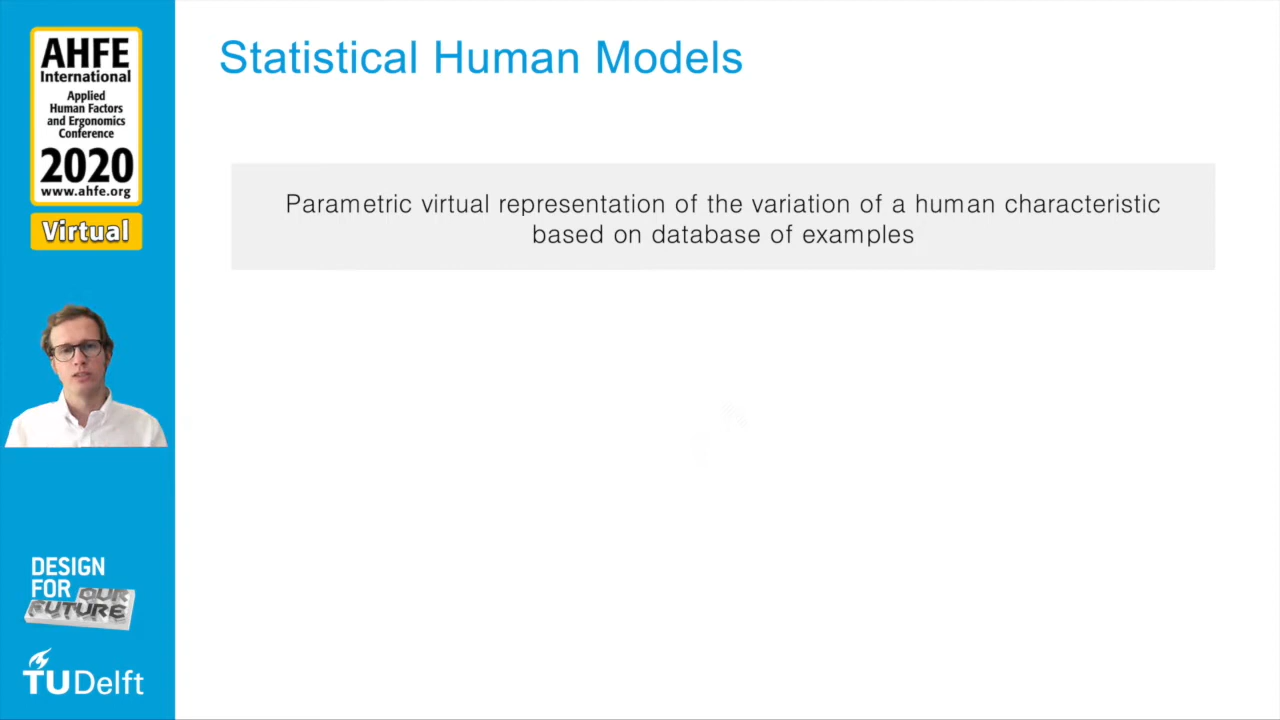 AHFE
International
Applied
Human Factors
and Ergonomics
Conference
2020
www.ahfe.org
Virtual
DESIGN
FOR OUR
FUTURE
TUDelft
Statistical Human Models
Parametric virtual representation of the variation of a human characteristic
based on database of examples